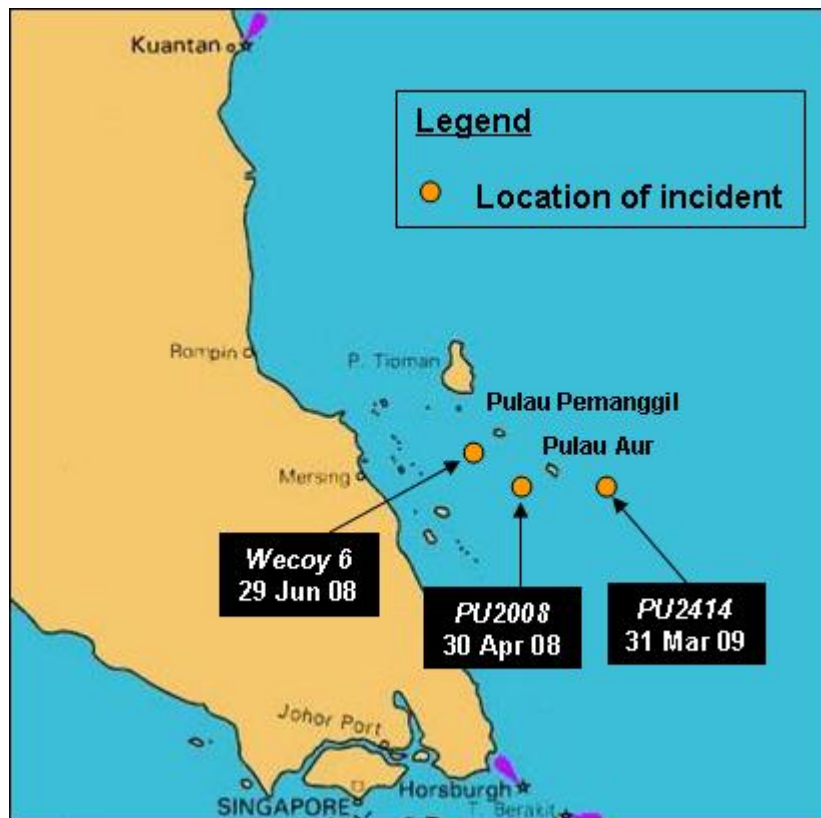 Kuantan
Legend
Location of incident
Rompin
P. Tioman
Pulau Pemanggil
Pulau Aur
Mersing
Wecoy 6
29 Jun 08
PU2008
30 Apr 08
PU2414
31 Mar 09
Johor Port
Horsburgh
SINGAPORE
T. Berakit